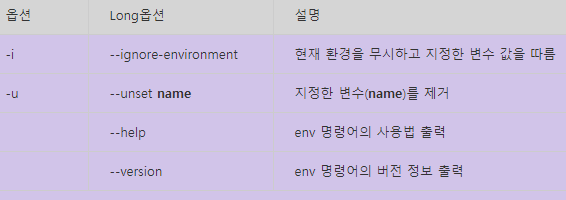 옵션 Long옵션 설명
-i --ignore-environment 현재 환경을 무시하고 지정한 변수 값을 따름
-u --unset name 지정한 변수(name)를 제거
--help env 명령어의 사용법 출력
--version env 명령어의 버전 정보 출력